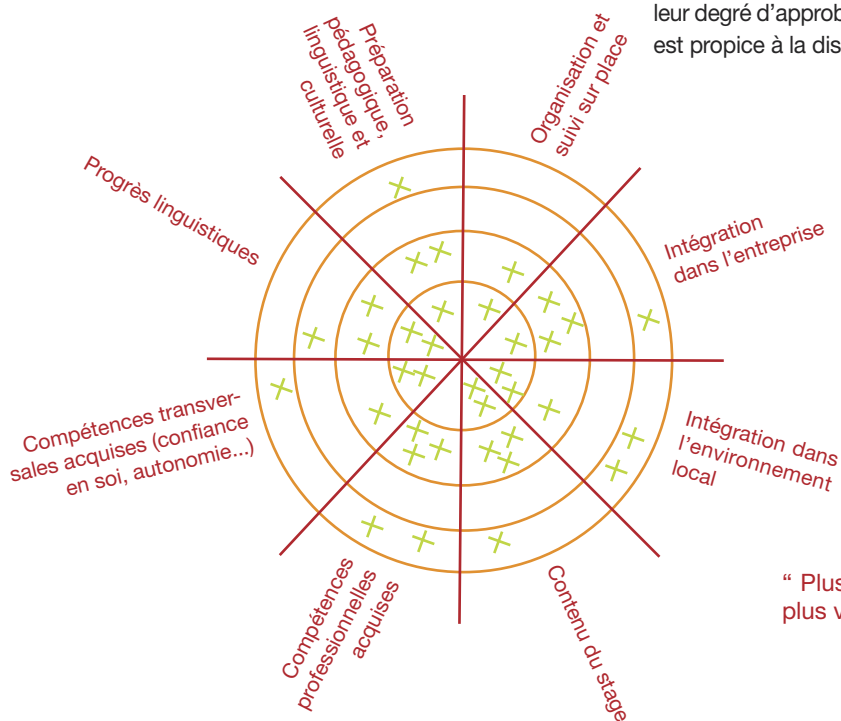 leur degré d'approb
est propice à la dis
Préparation
pédagogique,
linguistique et
culturelle
Organisation et
suivi sur place
Progrès linguistiques
Intégration
dans l'entreprise
Compétences transver-
sales acquises (confiance
en soi, autonomie...)
Intégration dans
l'environnement
local
Compétences
professionnelles
acquises
Contenu du stage
“ Plus
plus v